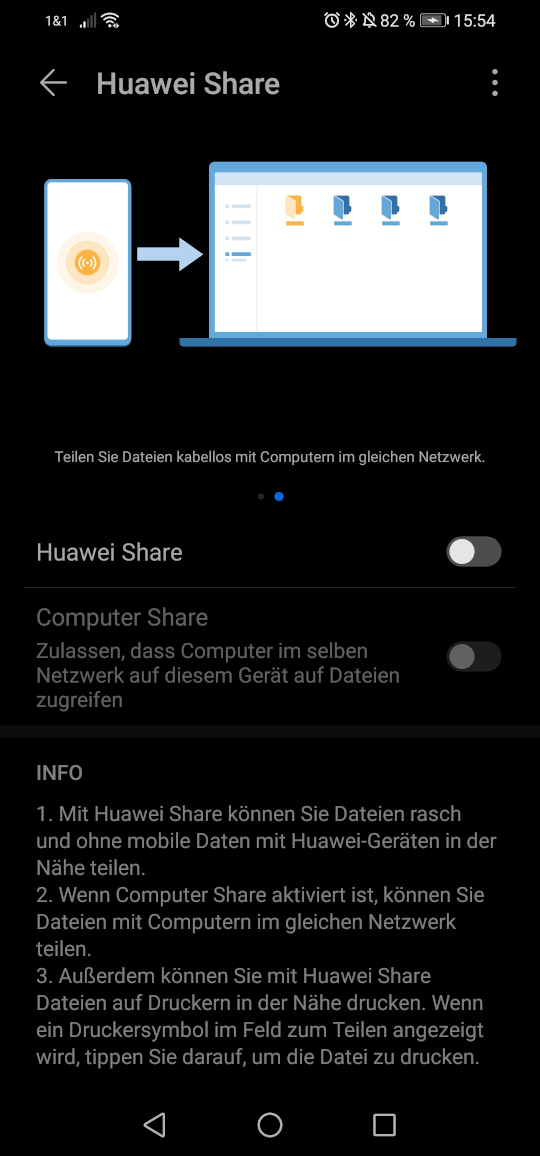 1&1 82 % 15:54
Huawei Share
Teilen Sie Dateien kabellos mit Computern im gleichen Netzwerk.
Huawei Share
Computer Share
Zulassen, dass Computer im selben
Netzwerk auf diesem Gerät auf Dateien
zugreifen
INFO
1. Mit Huawei Share können Sie Dateien rasch
und ohne mobile Daten mit Huawei-Geräten in der
Nähe teilen.
2. Wenn Computer Share aktiviert ist, können Sie
Dateien mit Computern im gleichen Netzwerk
teilen.
3. Außerdem können Sie mit Huawei Share
Dateien auf Druckern in der Nähe drucken. Wenn
ein Druckersymbol im Feld zum Teilen angezeigt
wird, tippen Sie darauf, um die Datei zu drucken.